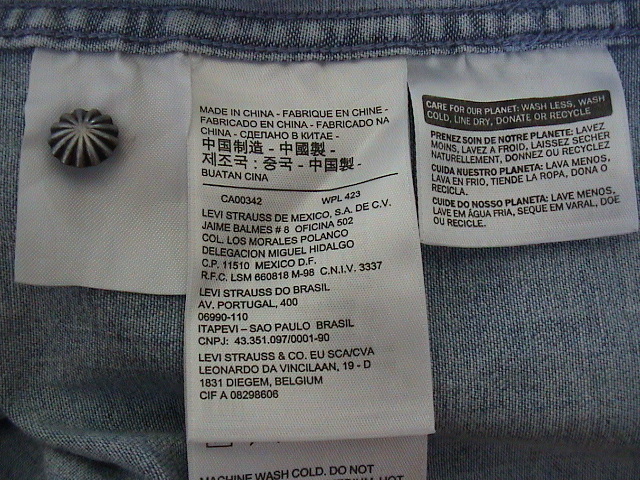 MADE IN CHINA - FABRIQUE EN CHINE -
FABRICADO EN CHINA - FABRICADO NA
CHINA - СДЕЛАНО В КИТАЕ -
中国制造 - 中國製造 -
제조국 : 중국 - 中国製 -
BUATAN CINA
CA00342 WPL 423
LEVI STRAUSS DE MEXICO, S.A. DE C.V.
JAIME BALMES # 8 OFICINA 502
COL. LOS MORALES POLANCO
DELEGACION MIGUEL HIDALGO
C.P. 11510 MEXICO D.F.
R.F.C. LSM 660818 M-98 C.N.I.V. 3337
LEVI STRAUSS DO BRASIL
AV. PORTUGAL, 400
06990-110
ITAPEVI – SAO PAULO BRASIL
CNPJ: 43.351.097/0001-90
LEVI STRAUSS & CO. EU SCA/CVA
LEONARDO DA VINCILAAN, 19 - D
1831 DIEGEM, BELGIUM
CIF A 08298606
MACHINE WASH COLD. DO NOT
CARE FOR OUR PLANET: WASH LESS, WASH
COLD, LINE DRY, DONATE OR RECYCLE
PRENEZ SOIN DE NOTRE PLANETE: LAVEZ
MOINS, LAVEZ A FROID, LAISSEZ SECHER
NATURELLEMENT, DONNEZ OU RECYCLEZ
CUIDA NUESTRO PLANETA: LAVA MENOS,
LAVA EN FRIO, TIENDE LA ROPA, DONA O
RECICLA.
CUIDE DO NOSSO PLANETA: LAVE MENOS,
LAVE EM ÁGUA FRIA, SEQUE EM VARAL, DOE
OU RECICLE.